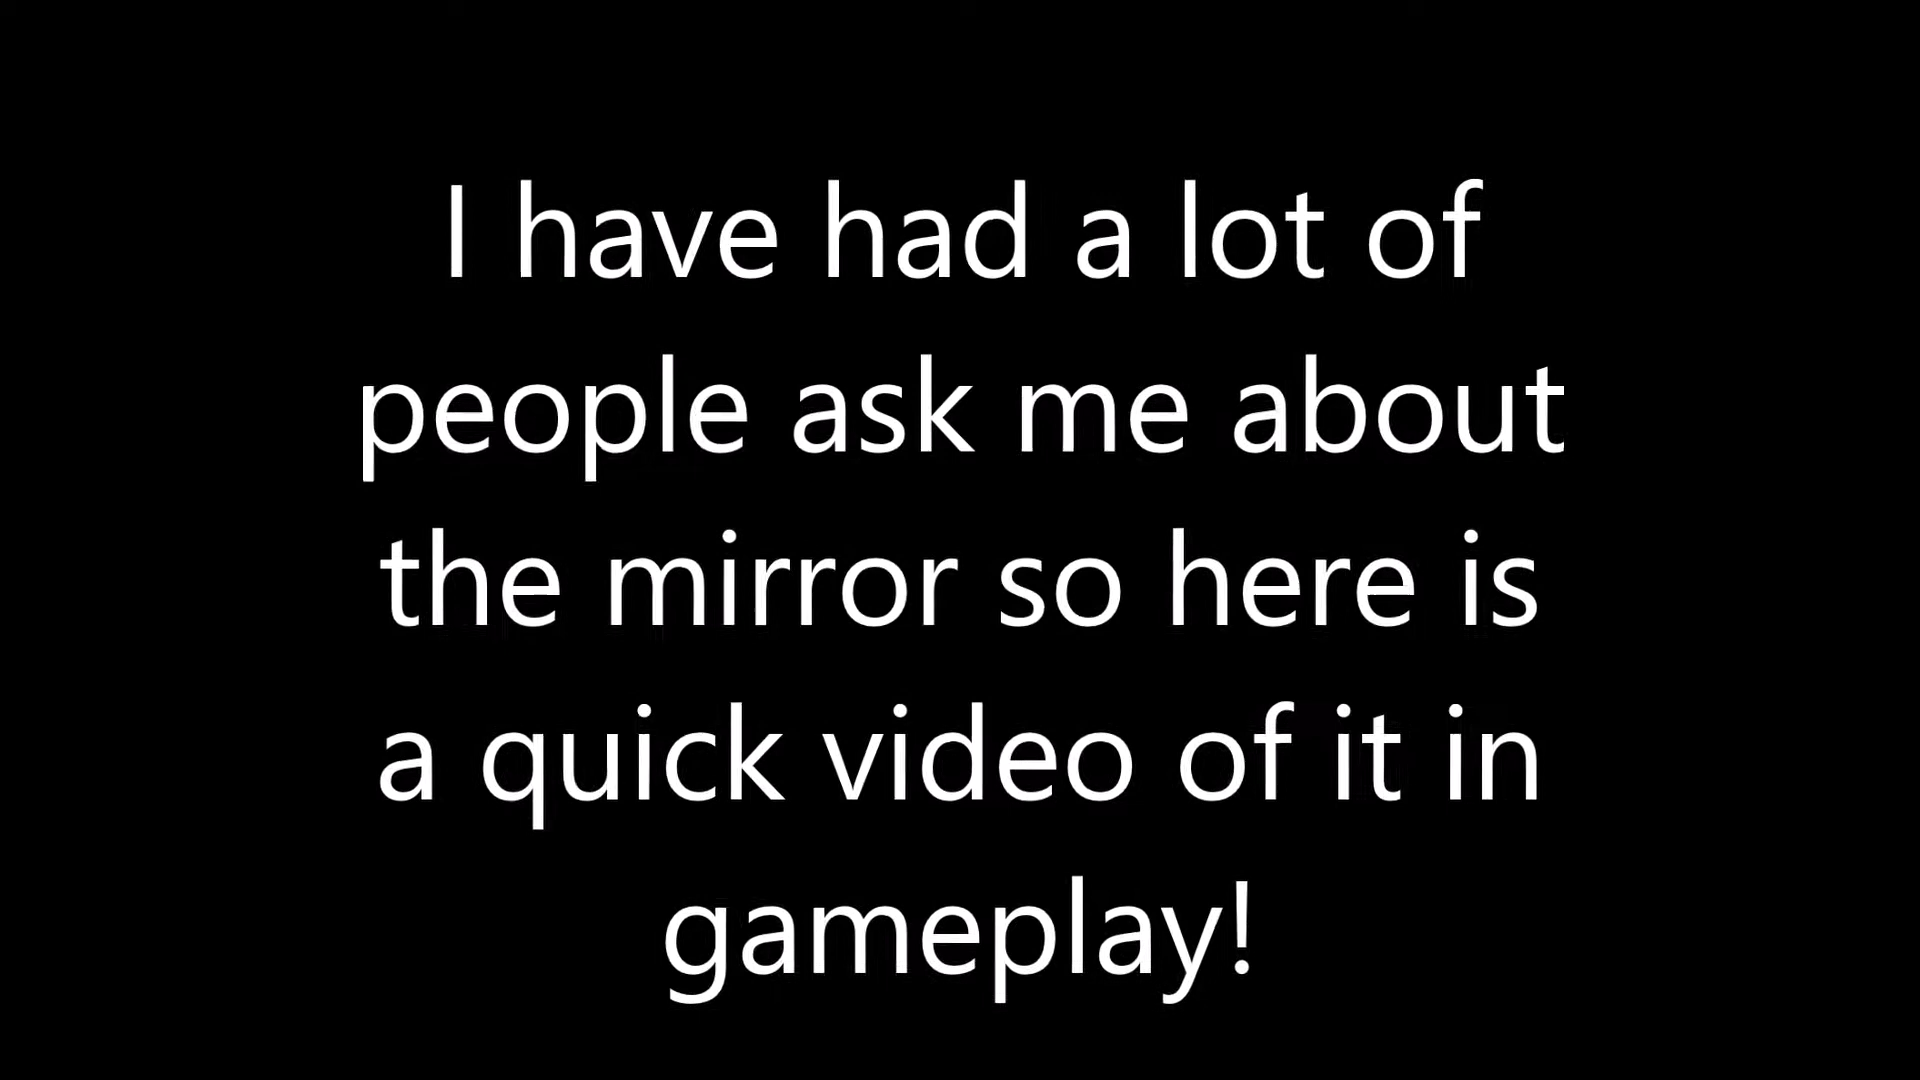 I have had a lot of
people ask me about
the mirror so here is
a quick video of it in
gameplay!